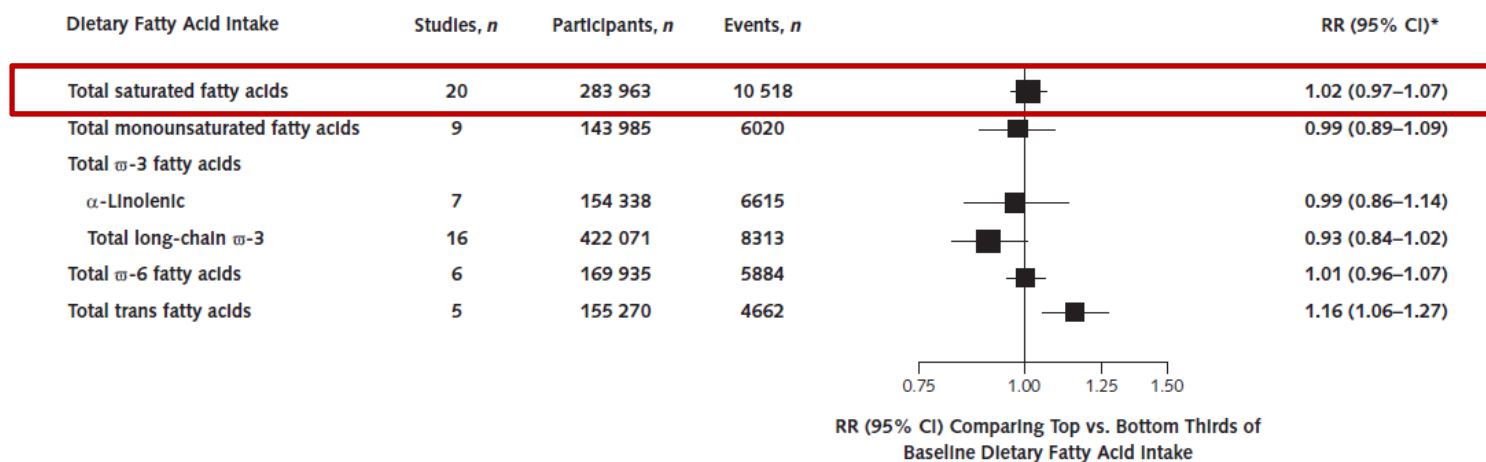 Dietary Fatty Acid Intake Studies, n Participants, n Events, n RR (95% CI)*
Total saturated fatty acids 20 283 963 10 518 1.02 (0.97–1.07)
Total monounsaturated fatty acids 9 143 985 6020 0.99 (0.89–1.09)
Total ϖ-3 fatty acids
α-Linolenic 7 154 338 6615 0.99 (0.86–1.14)
Total long-chain ϖ-3 16 422 071 8313 0.93 (0.84–1.02)
Total ϖ-6 fatty acids 6 169 935 5884 1.01 (0.96–1.07)
Total trans fatty acids 5 155 270 4662 1.16 (1.06–1.27)
0.75 1.00 1.25 1.50
RR (95% CI) Comparing Top vs. Bottom Thirds of
Baseline Dietary Fatty Acid Intake